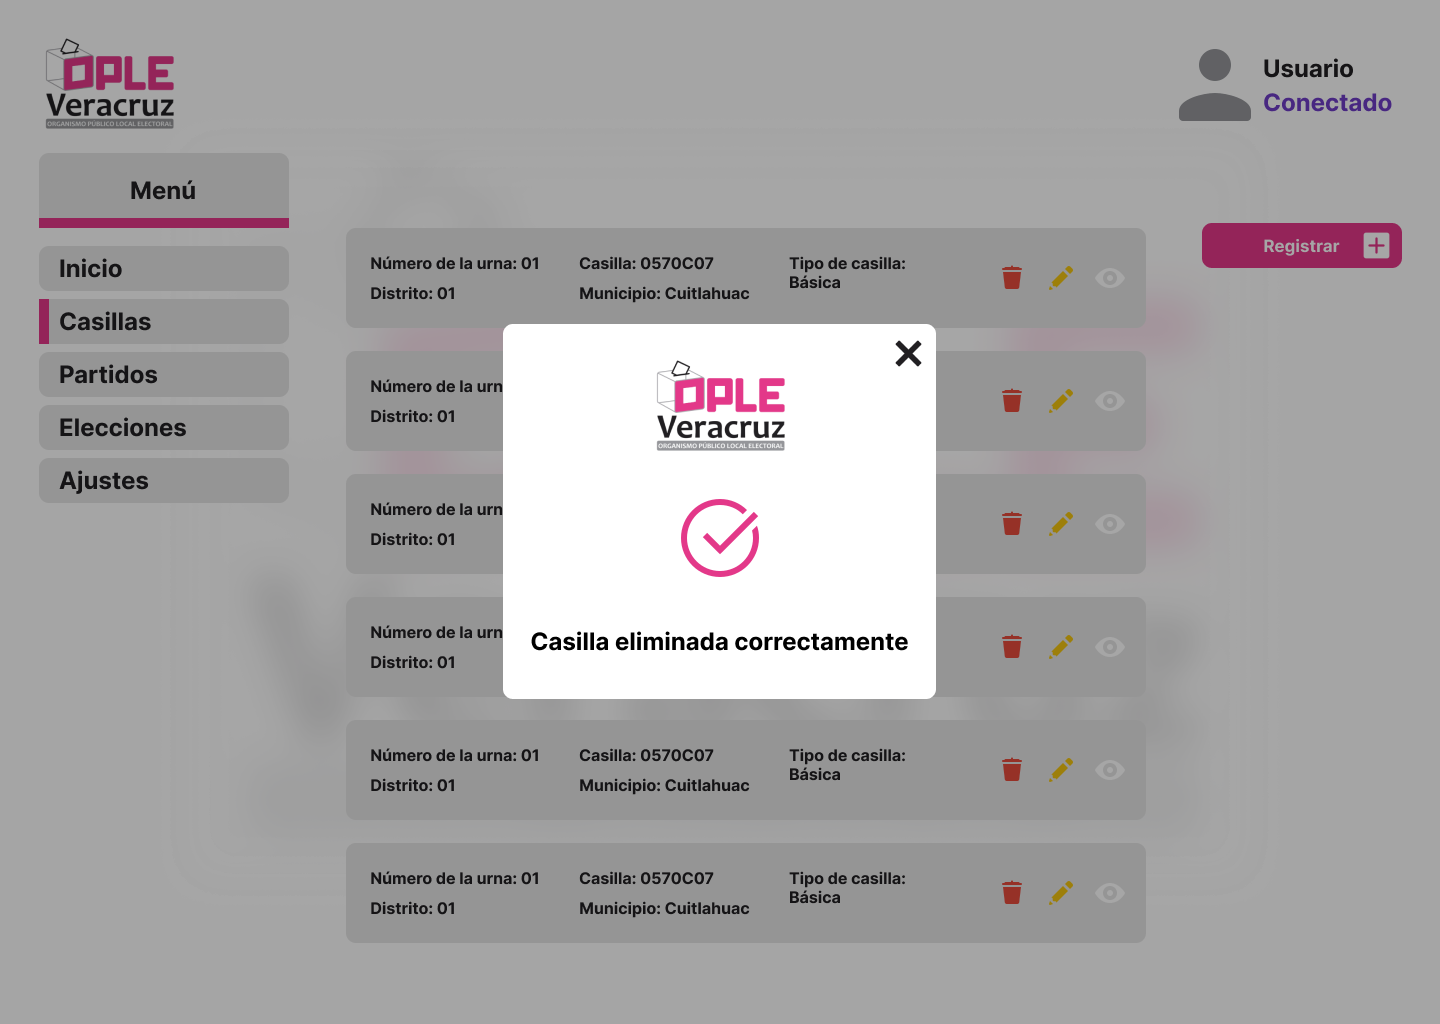 OPLE
Veracruz
ORGANISMO PÚBLICO LOCAL ELECTORAL
Usuario
Conectado
Menú
Inicio
Casillas
Partidos
Elecciones
Ajustes
Registrar
Número de la urna: 01
Distrito: 01
Casilla: 0570C07
Municipio: Cuitlahuac
Tipo de casilla:
Básica
Número de la urn
Distrito: 01
Número de la urn
Distrito: 01
Número de la urn
Distrito: 01
Número de la urna: 01
Distrito: 01
Casilla: 0570C07
Municipio: Cuitlahuac
Tipo de casilla:
Básica
Número de la urna: 01
Distrito: 01
Casilla: 0570C07
Municipio: Cuitlahuac
Tipo de casilla:
Básica
OPLE
Veracruz
ORGANISMO PÚBLICO LOCAL ELECTORAL
Casilla eliminada correctamente